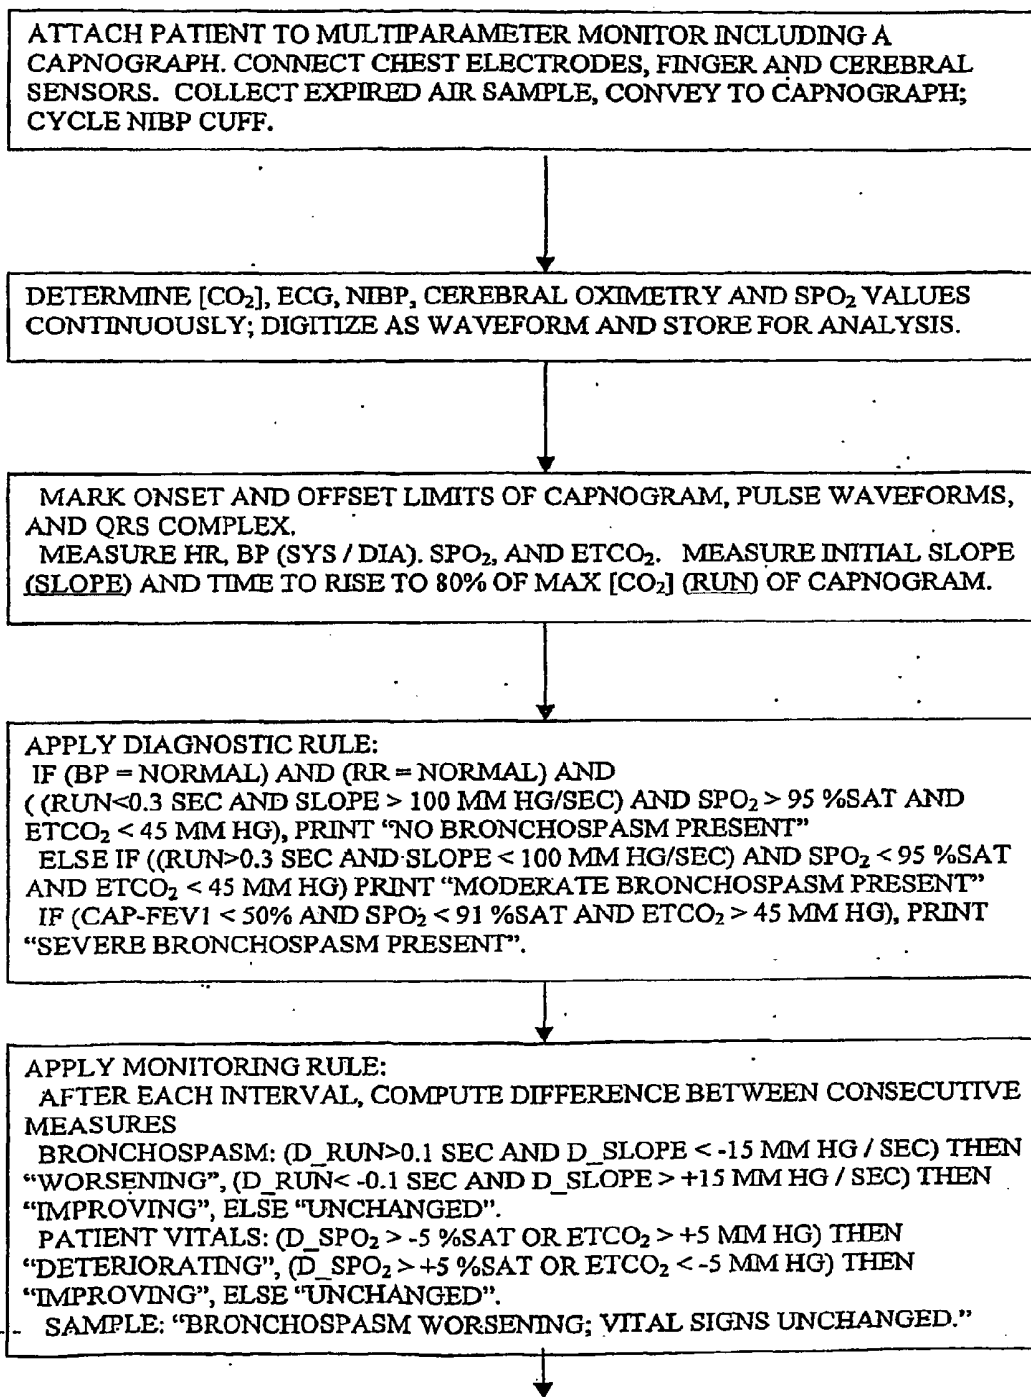 ATTACH PATIENT TO MULTIPARAMETER MONITOR INCLUDING A
CAPNOGRAPH. CONNECT CHEST ELECTRODES, FINGER AND CEREBRAL
SENSORS. COLLECT EXPIRED AIR SAMPLE, CONVEY TO CAPNOGRAPH;
CYCLE NIBP CUFF.
DETERMINE [CO₂], ECG, NIBP, CEREBRAL OXIMETRY AND SPO₂ VALUES
CONTINUOUSLY; DIGITIZE AS WAVEFORM AND STORE FOR ANALYSIS.
MARK ONSET AND OFFSET LIMITS OF CAPNOGRAM, PULSE WAVEFORMS,
AND QRS COMPLEX.
MEASURE HR, BP (SYS / DIA). SPO₂, AND ETCO₂. MEASURE INITIAL SLOPE
(SLOPE) AND TIME TO RISE TO 80% OF MAX [CO₂] (RUN) OF CAPNOGRAM.
APPLY DIAGNOSTIC RULE:
IF (BP = NORMAL) AND (RR = NORMAL) AND
( (RUN<0.3 SEC AND SLOPE > 100 MM HG/SEC) AND SPO₂ > 95 %SAT AND
ETCO₂ < 45 MM HG), PRINT “NO BRONCHOSPASM PRESENT”
ELSE IF ((RUN>0.3 SEC AND SLOPE < 100 MM HG/SEC) AND SPO₂ < 95 %SAT
AND ETCO₂ < 45 MM HG) PRINT “MODERATE BRONCHOSPASM PRESENT”
IF (CAP-FEV1 < 50% AND SPO₂ < 91 %SAT AND ETCO₂ > 45 MM HG), PRINT
“SEVERE BRONCHOSPASM PRESENT”.
APPLY MONITORING RULE:
AFTER EACH INTERVAL, COMPUTE DIFFERENCE BETWEEN CONSECUTIVE
MEASURES
BRONCHOSPASM: (D_RUN>0.1 SEC AND D_SLOPE < -15 MM HG / SEC) THEN
“WORSENING”, (D_RUN< -0.1 SEC AND D_SLOPE > +15 MM HG / SEC) THEN
“IMPROVING”, ELSE “UNCHANGED”.
PATIENT VITALS: (D_SPO₂ > -5 %SAT OR ETCO₂ > +5 MM HG) THEN
“DETERIORATING”, (D_SPO₂ > +5 %SAT OR ETCO₂ < -5 MM HG) THEN
“IMPROVING”, ELSE “UNCHANGED”.
SAMPLE: “BRONCHOSPASM WORSENING; VITAL SIGNS UNCHANGED.”